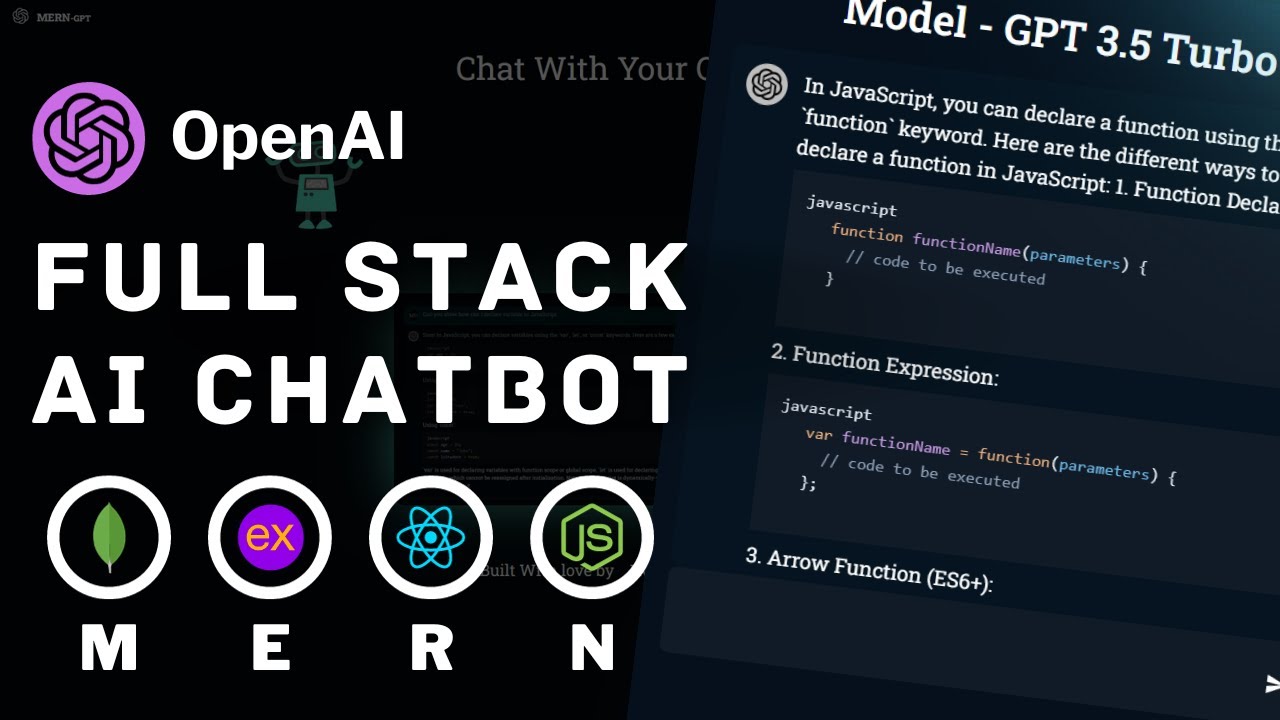 MERN-GPT
Chat With Your
OpenAI
FULL STACK
AI CHATBOT
ex
JS
Built With love by
M E R N
Model - GPT 3.5 Turbo
In JavaScript, you can declare a function using th
`function` keyword. Here are the different ways to
declare a function in JavaScript: 1. Function Decla
javascript
function functionName(parameters) {
// code to be executed
}
2. Function Expression:
javascript
var functionName = function(parameters) {
// code to be executed
};
3. Arrow Function (ES6+):